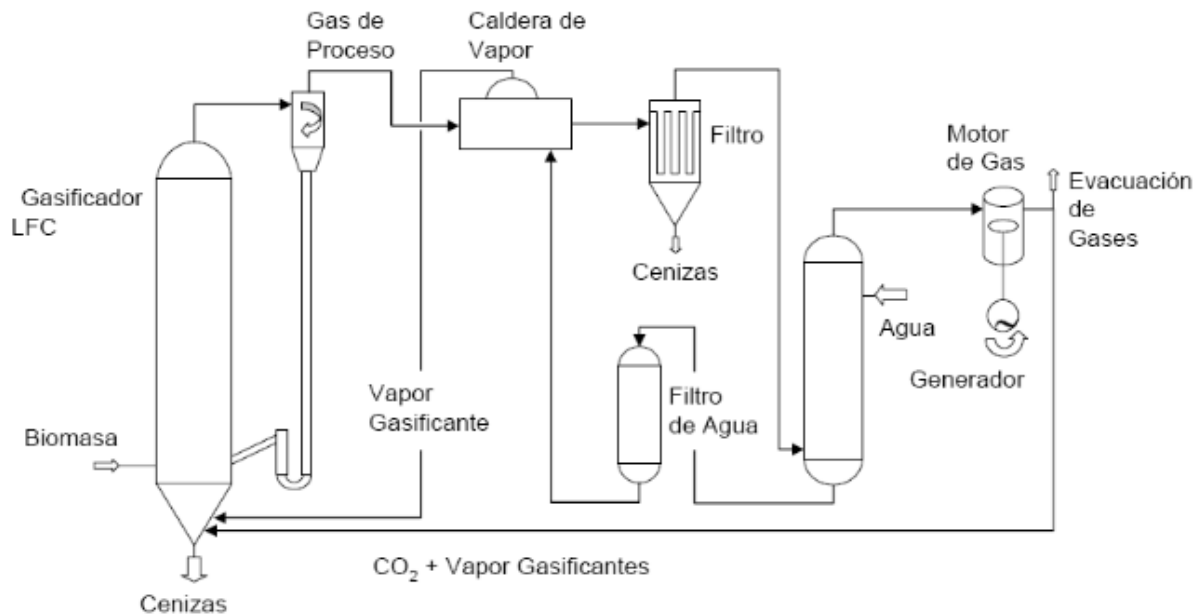 Gas de
Proceso
Caldera de
Vapor
Filtro
Motor
de Gas
Evacuación
de
Gases
Gasificador
LFC
Cenizas
Agua
Generador
Vapor
Gasificante
Filtro
de Agua
Biomasa
CO₂ + Vapor Gasificantes
Cenizas